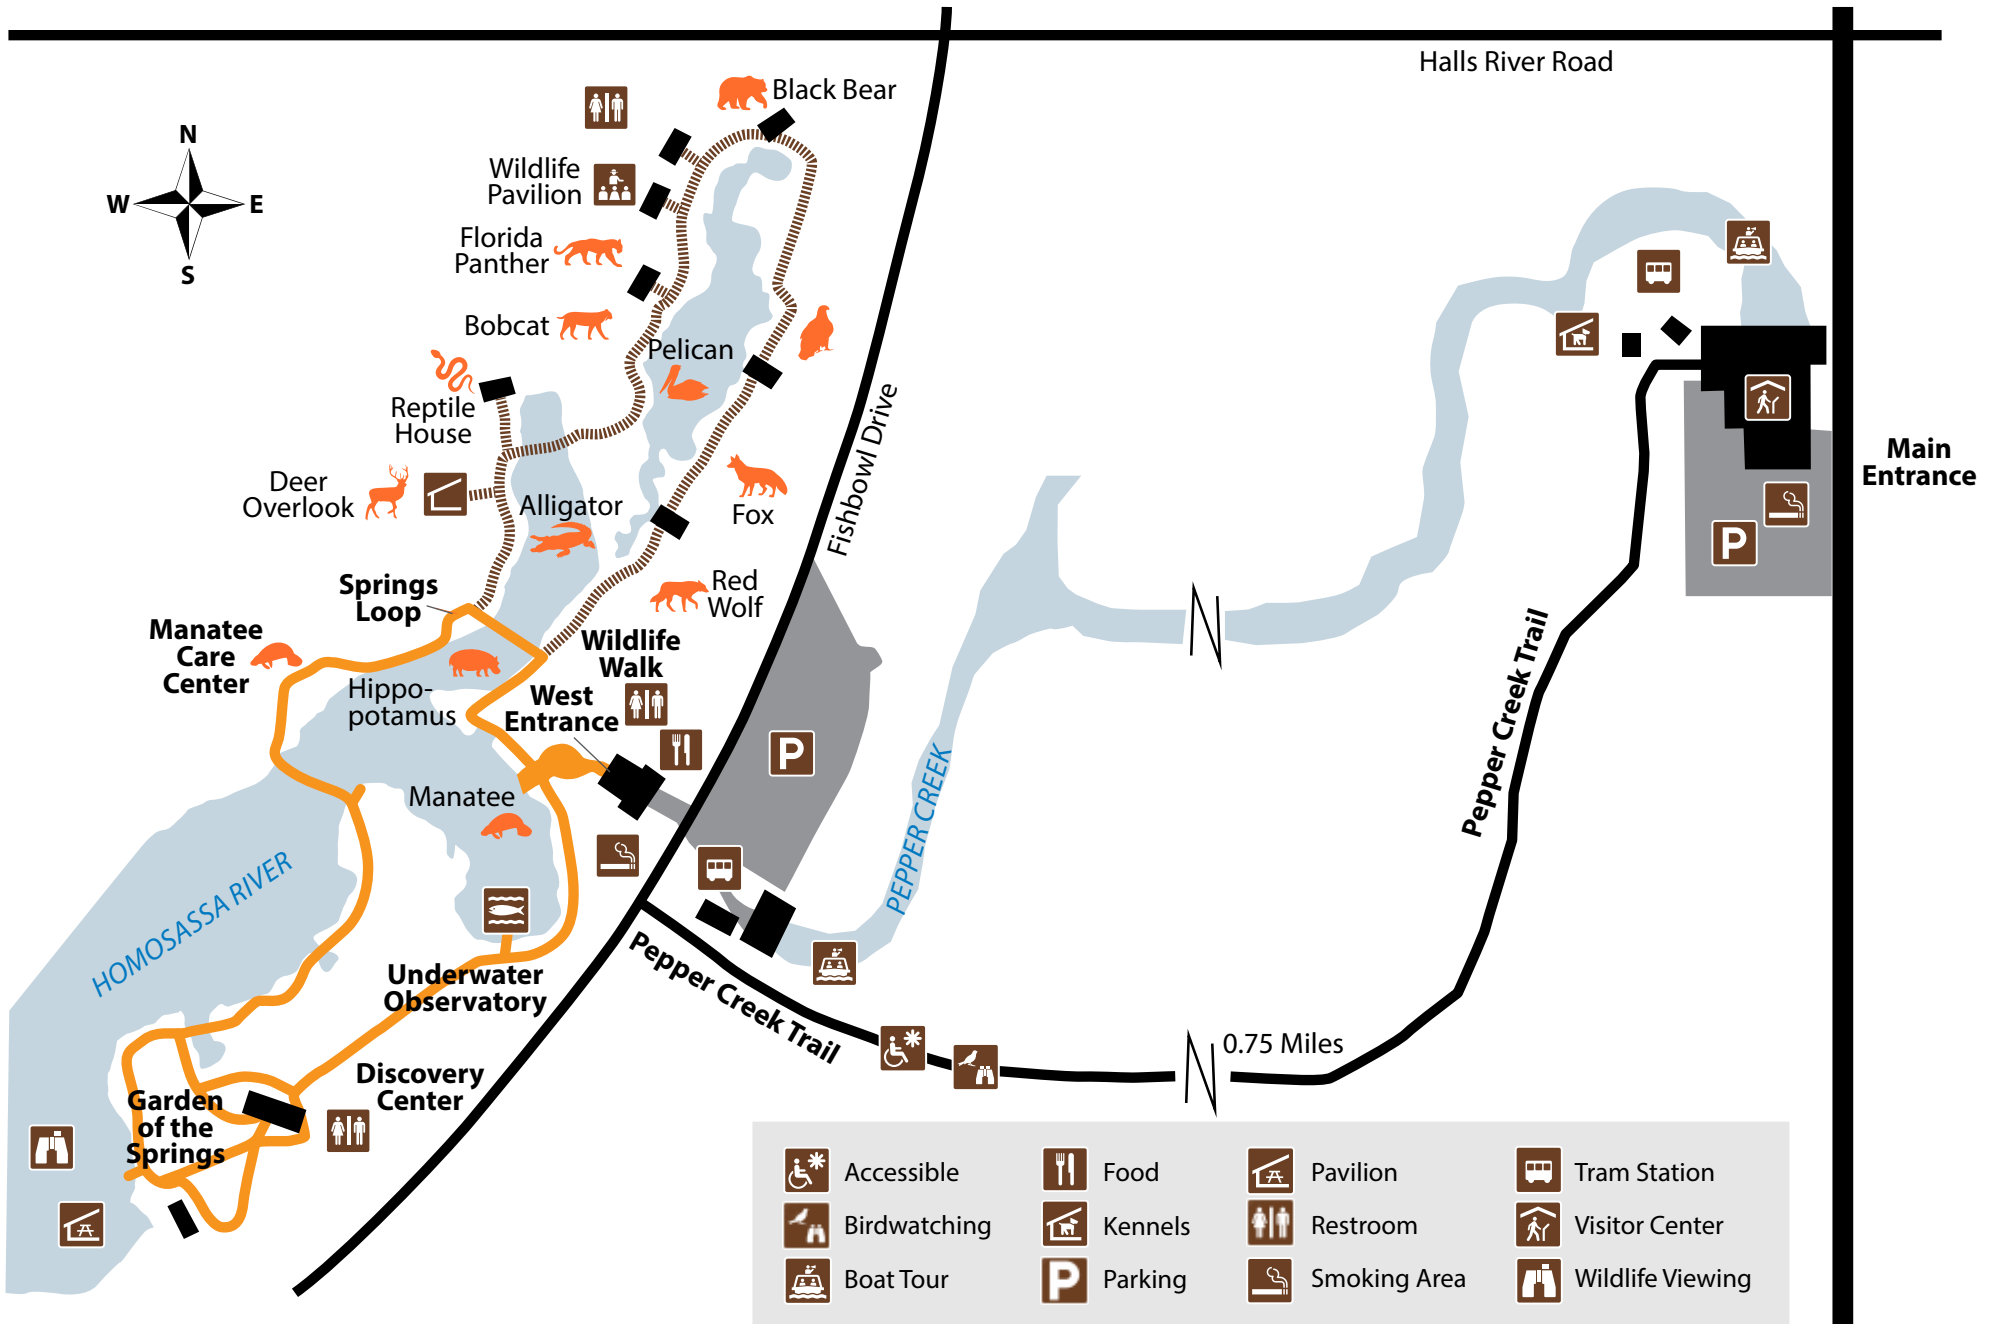 Halls River Road
Black Bear
N
W
E
S
Wildlife
Pavilion
Florida
Panther
Bobcat
Pelican
Reptile
House
Deer
Overlook
Alligator
Fox
Fishbowl Drive
Main
Entrance
P
Springs
Loop
Red
Wolf
Manatee
Care
Center
Wildlife
Walk
Hippo-
potamus
West
Entrance
P
Manatee
Pepper Creek Trail
PEPPER CREEK
HOMOSASSA RIVER
Underwater
Observatory
Pepper Creek Trail
0.75 Miles
Discovery
Center
Garden
of the
Springs
Accessible
Food
Pavilion
Tram Station
Birdwatching
Kennels
Restroom
Visitor Center
Boat Tour
P
Parking
Smoking Area
Wildlife Viewing